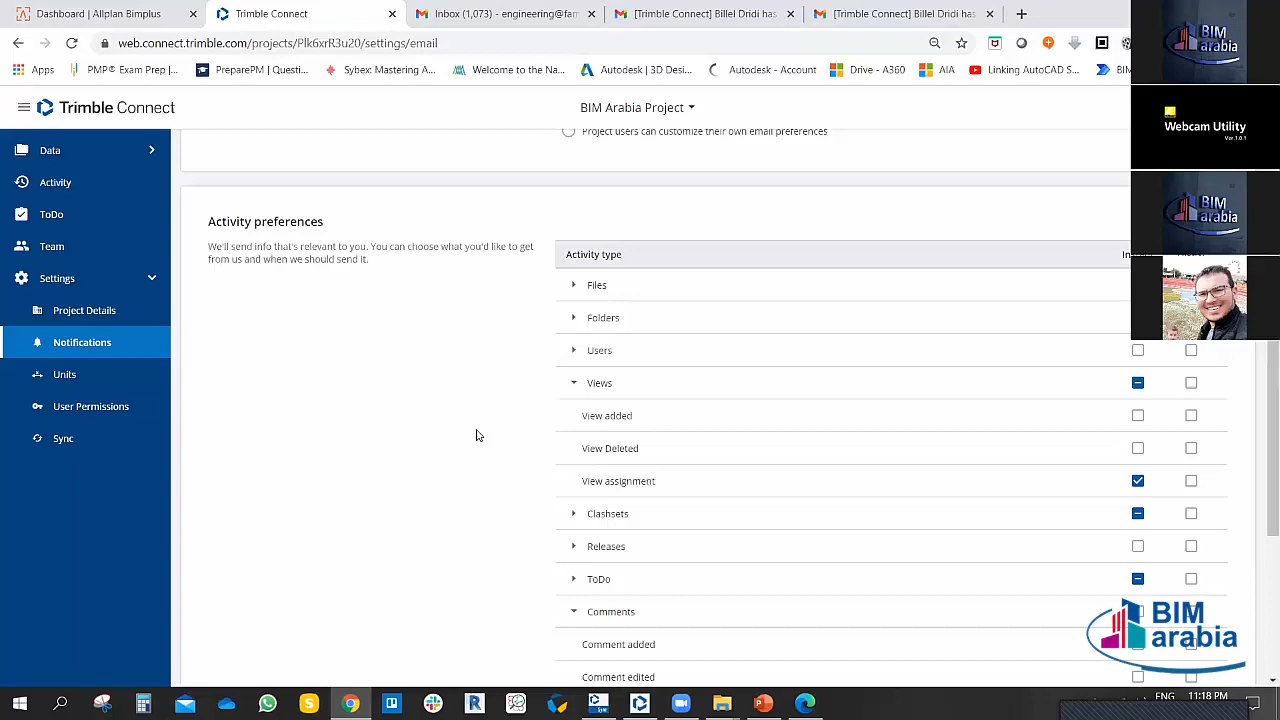 Dashboard | Allplan Bimplus
Trimble Connect
Inbox (1,073) - engineering@fam
[Trimble Connect] Billel Dridi has
[Trimble Connect] Billel Dridi has
web.connect.trimble.com/projects/Plk6xrR3u20/settings/email
Apps
PMP® Exam Prep |...
PreparePM | Questi...
Sybex: Mastering ...
Welcome to the Na...
Autodesk | 3D Desi...
Autodesk - Account
Drive - A360
AIA
Linking AutoCAD S...
BIM
Trimble Connect
BIM Arabia Project
BIM
arabia
Webcam Utility
Ver.1.0.1
BIM
arabia
Data
Activity
ToDo
Team
Settings
Project Details
Notifications
Units
User Permissions
Sync
Project users can customize their own email preferences
Activity preferences
We'll send info that's relevant to you. You can choose what you'd like to get
from us and when we should send it.
Activity type
Files
Folders
Users
Views
View added
View Deleted
View assignment
Clashsets
Releases
ToDo
Comments
Comment added
Comment edited
BIM
arabia
ENG
11:18 PM